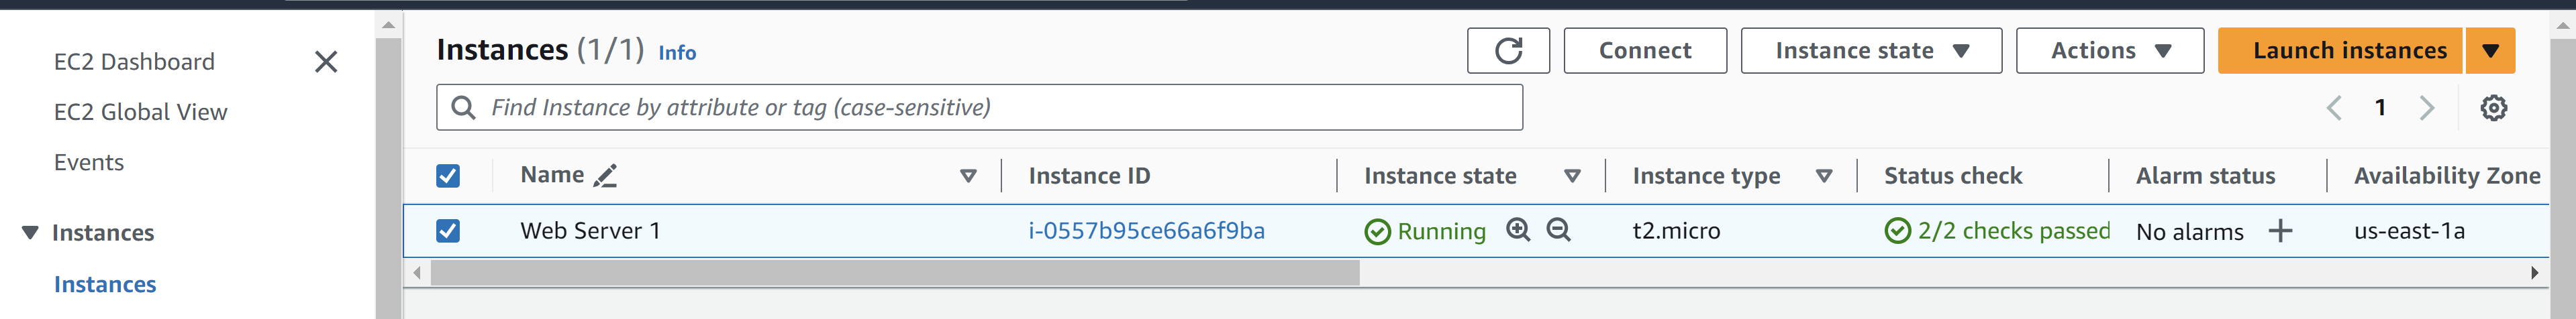 EC2 Dashboard
EC2 Global View
Events
Instances
Instances
Instances (1/1) Info
Connect
Instance state
Actions
Launch instances
Find Instance by attribute or tag (case-sensitive)
1
Name Instance ID Instance state Instance type Status check Alarm status Availability Zone
Web Server 1 i-0557b95ce66a6f9ba Running t2.micro 2/2 checks passed No alarms us-east-1a